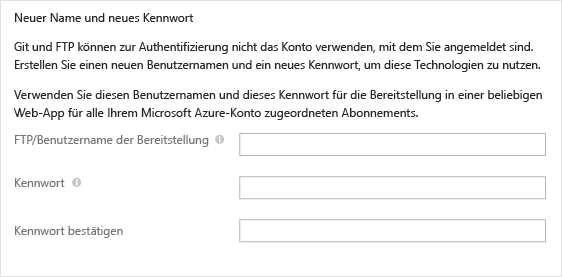 Neuer Name und neues Kennwort
Git und FTP können zur Authentifizierung nicht das Konto verwenden, mit dem Sie angemeldet sind.
Erstellen Sie einen neuen Benutzernamen und ein neues Kennwort, um diese Technologien zu nutzen.
Verwenden Sie diesen Benutzernamen und dieses Kennwort für die Bereitstellung in einer beliebigen
Web-App für alle Ihrem Microsoft Azure-Konto zugeordneten Abonnements.
FTP/Benutzername der Bereitstellung
Kennwort
Kennwort bestätigen